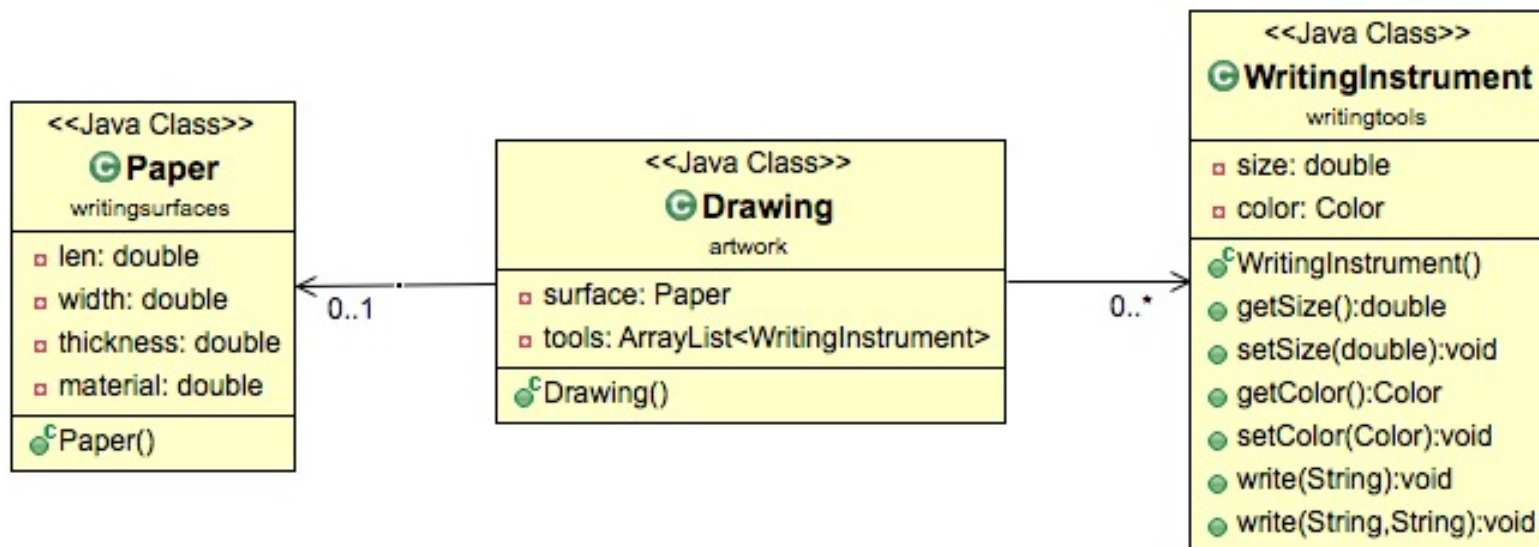 <<Java Class>>
Paper
writingsurfaces
len: double
width: double
thickness: double
material: double
Paper()
0..1
<<Java Class>>
Drawing
artwork
surface: Paper
tools: ArrayList<WritingInstrument>
Drawing()
0..*
<<Java Class>>
WritingInstrument
writingtools
size: double
color: Color
WritingInstrument()
getSize():double
setSize(double):void
getColor():Color
setColor(Color):void
write(String):void
write(String,String):void